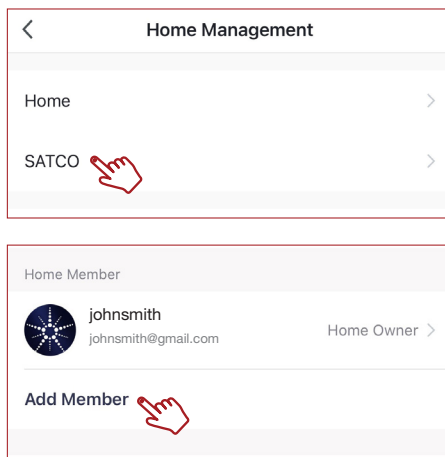 Home Management
Home
SATCO
Home Member
johnsmith
johnsmith@gmail.com
Home Owner
Add Member